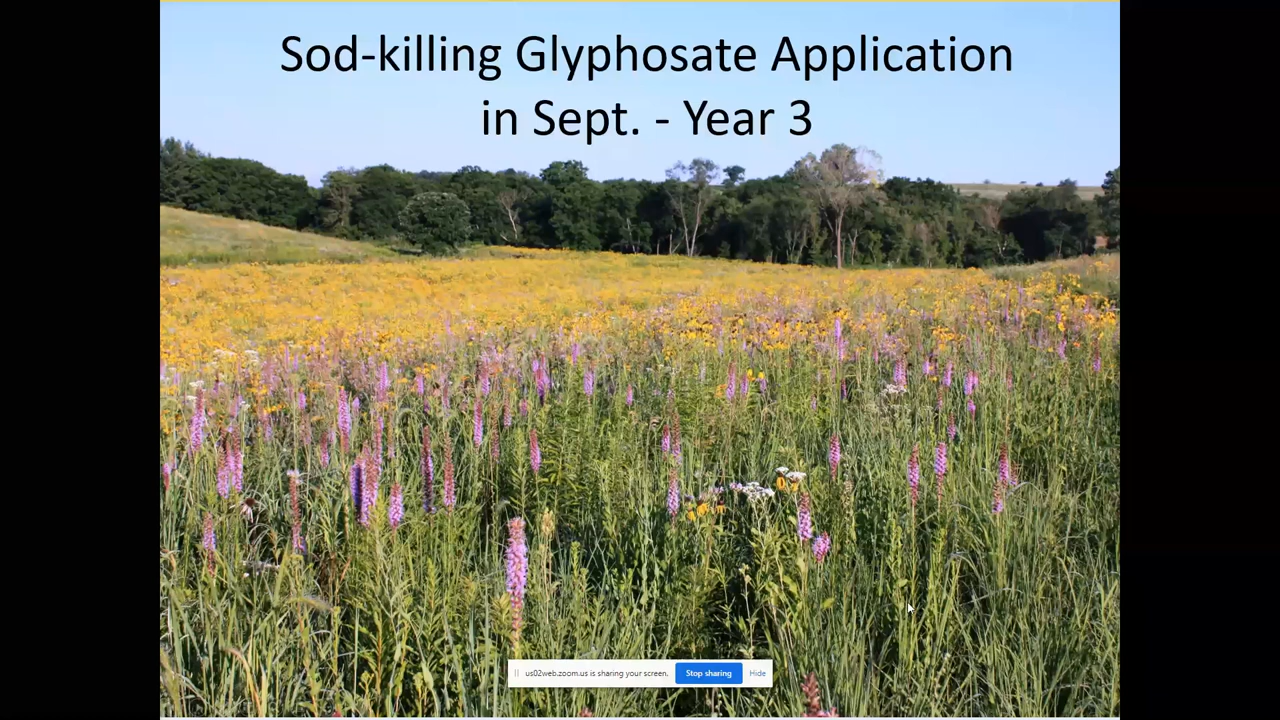 Sod-killing Glyphosate Application
in Sept. - Year 3
us02web.zoom.us is sharing your screen.
Stop sharing
Hide